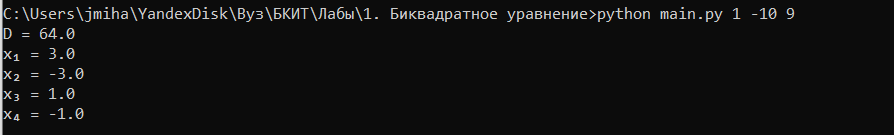 C:\Users\jmiha\YandexDisk\Вуз\БКИТ\Лабы\1. Биквадратное уравнение>python main.py 1 -10 9
D = 64.0
x₁ = 3.0
x₂ = -3.0
x₃ = 1.0
x₄ = -1.0